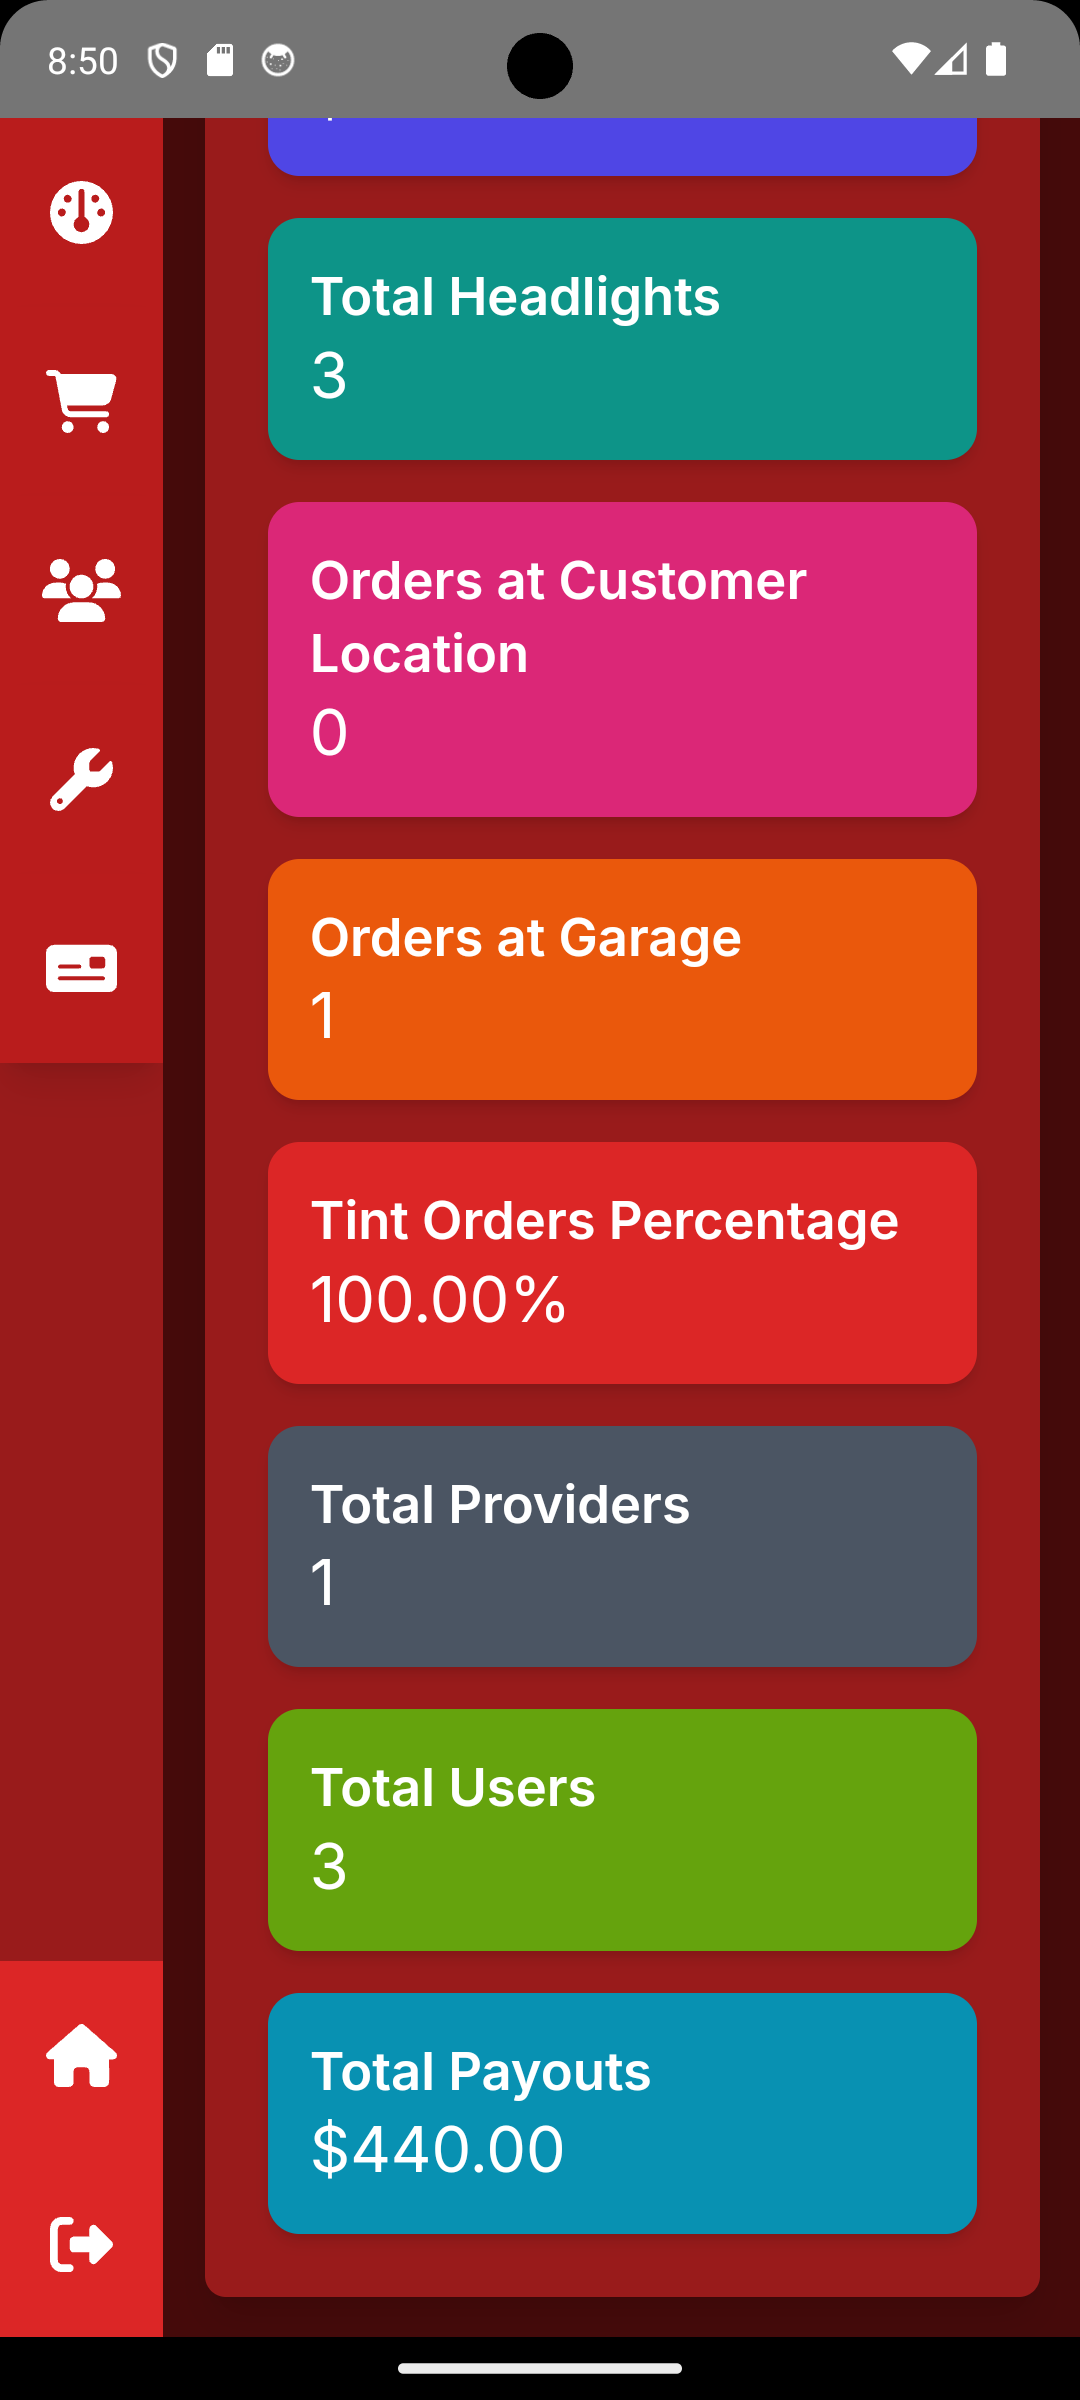 8:50
Total Headlights
3
Orders at Customer
Location
0
Orders at Garage
1
Tint Orders Percentage
100.00%
Total Providers
1
Total Users
3
Total Payouts
$440.00